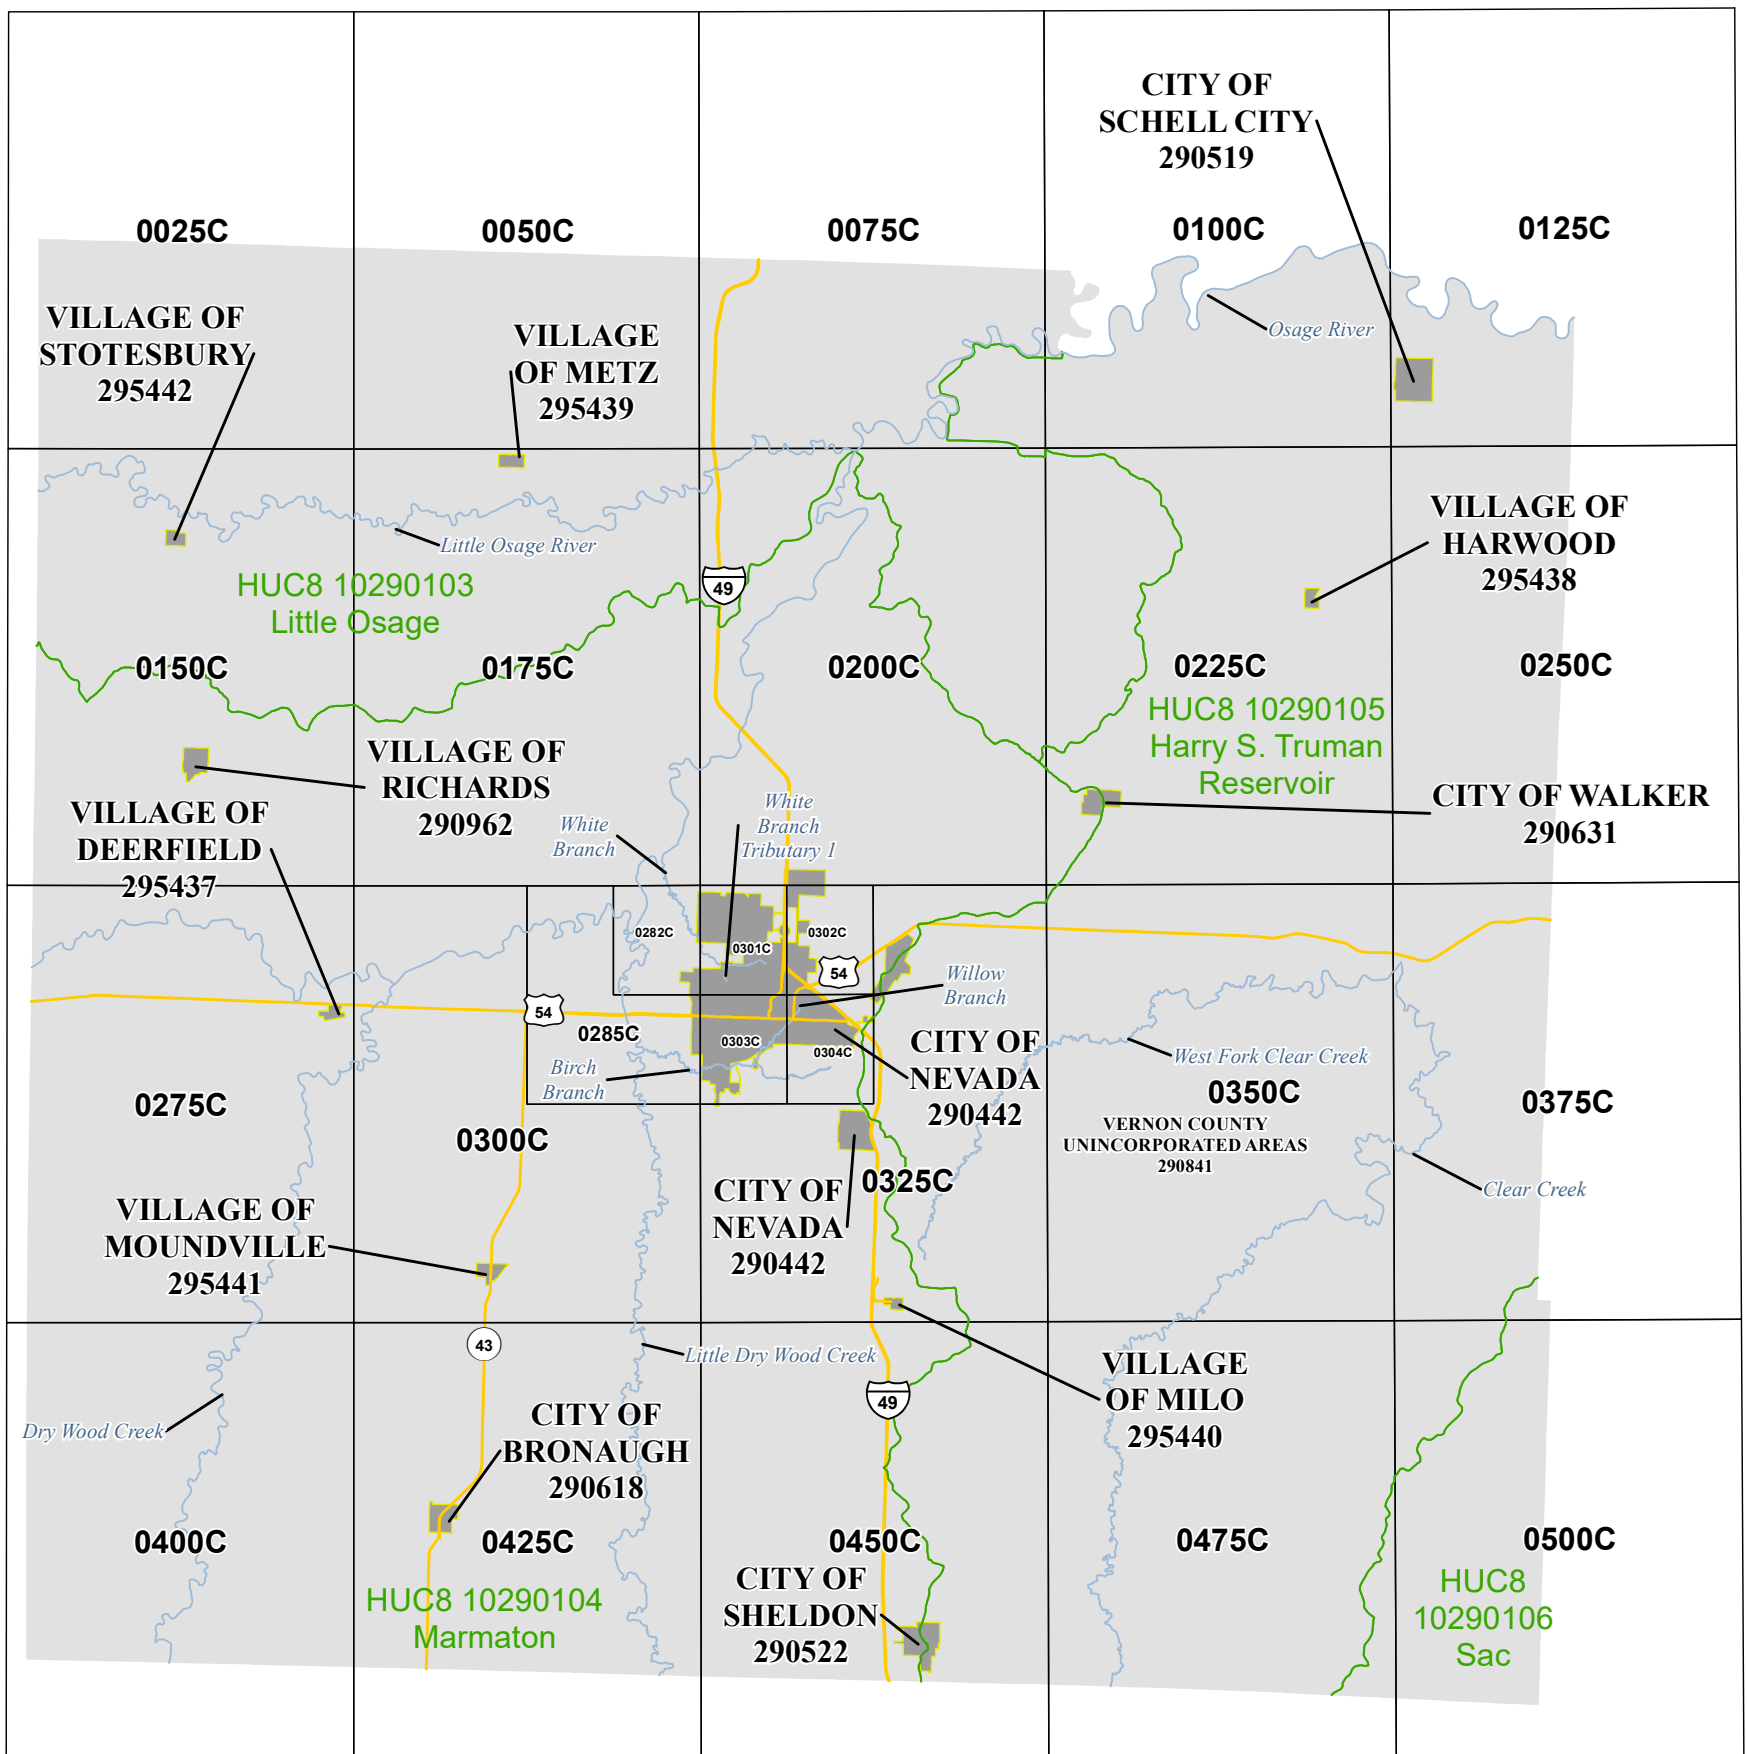 CITY OF
SCHELL CITY
290519
0025C
0050C
0075C
0100C
0125C
VILLAGE OF
STOTESBURY
295442
VILLAGE
OF METZ
295439
Osage River
Little Osage River
VILLAGE OF
HARWOOD
295438
HUC8 10290103
Little Osage
49
0150C
0175C
0200C
0225C
0250C
HUC8 10290105
Harry S. Truman
Reservoir
VILLAGE OF
RICHARDS
290962
VILLAGE OF
DEERFIELD
295437
White
Branch
White
Branch
Tributary 1
CITY OF WALKER
290631
0282C
0301C
0302C
54
Willow
Branch
54
0285C
0303C
0304C
CITY OF
NEVADA
290442
West Fork Clear Creek
Birch
Branch
0275C
0300C
0350C
VERNON COUNTY
UNINCORPORATED AREAS
290841
0375C
CITY OF
NEVADA
290442
0325C
Clear Creek
VILLAGE OF
MOUNDVILLE
295441
43
Little Dry Wood Creek
VILLAGE
OF MILO
295440
49
Dry Wood Creek
CITY OF
BRONAUGH
290618
0400C
0425C
0450C
0475C
0500C
HUC8 10290104
Marmaton
CITY OF
SHELDON
290522
HUC8
10290106
Sac